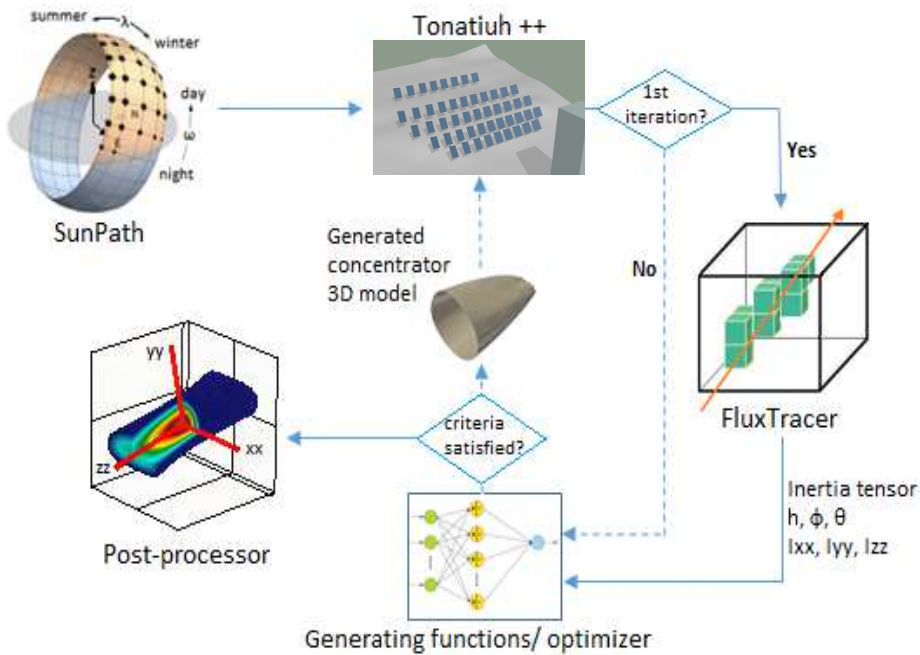 summer
λ
winter
Z
day
N
ω
E
night
SunPath
Tonatiuh ++
1st
iteration?
Yes
No
Generated
concentrator
3D model
FluxTracer
yy
xx
zz
Post-processor
criteria
satisfied?
Inertia tensor
h, ϕ, θ
Ixx, Iyy, Izz
Generating functions/ optimizer